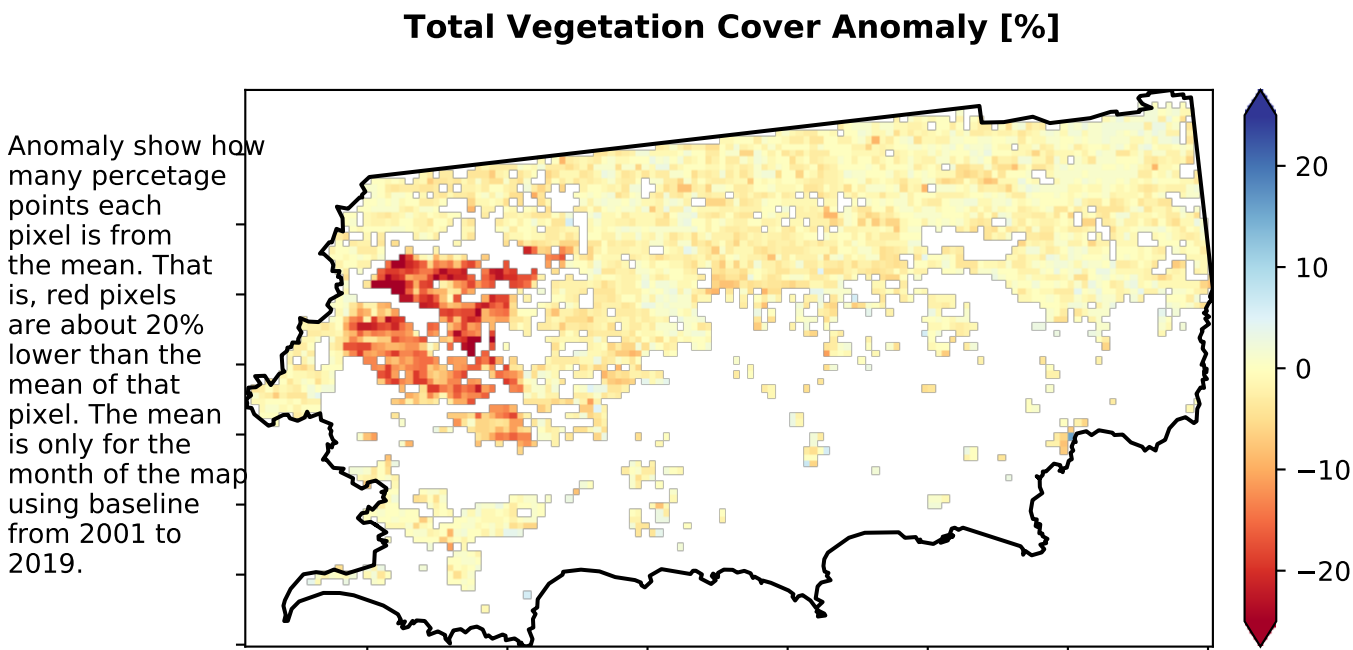 Total Vegetation Cover Anomaly [%]
Anomaly show how
many percetage
points each
pixel is from
the mean. That
is, red pixels
are about 20%
lower than the
mean of that
pixel. The mean
is only for the
month of the map
using baseline
from 2001 to
2019.
20
10
0
−10
−20